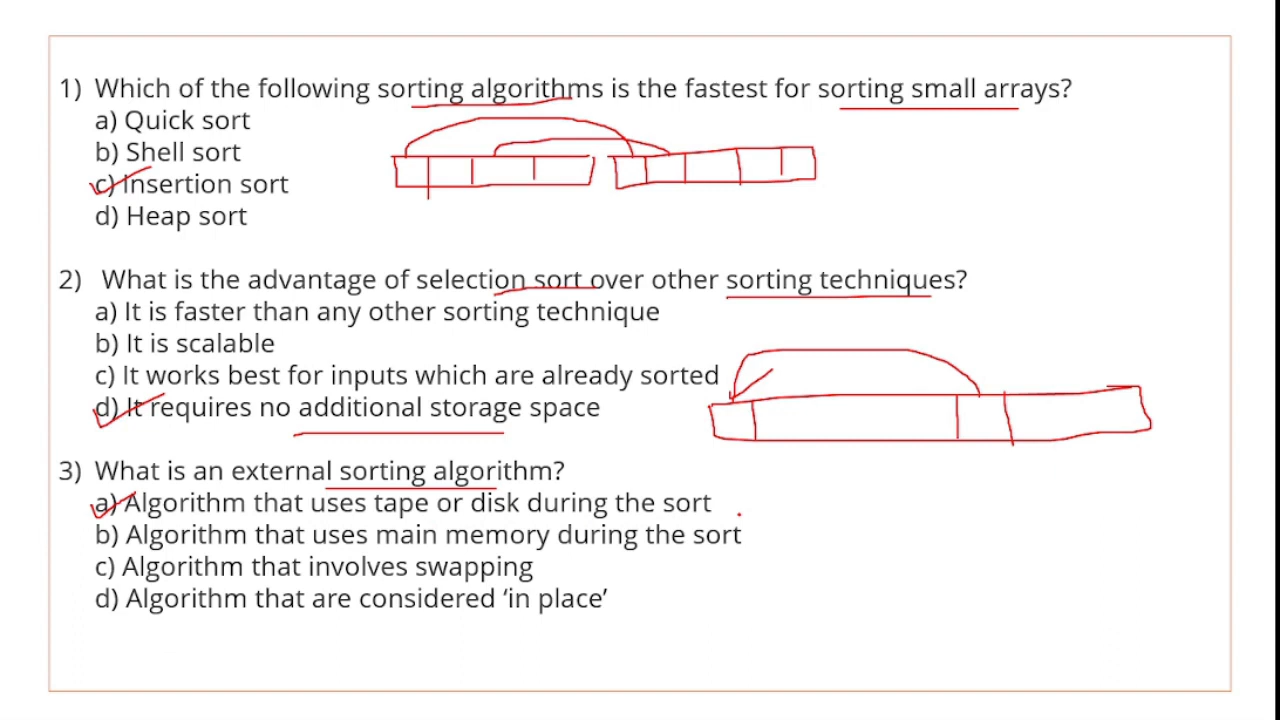 1) Which of the following sorting algorithms is the fastest for sorting small arrays?
a) Quick sort
b) Shell sort
c) Insertion sort
d) Heap sort
2) What is the advantage of selection sort over other sorting techniques?
a) It is faster than any other sorting technique
b) It is scalable
c) It works best for inputs which are already sorted
d) It requires no additional storage space
3) What is an external sorting algorithm?
a) Algorithm that uses tape or disk during the sort
b) Algorithm that uses main memory during the sort
c) Algorithm that involves swapping
d) Algorithm that are considered ‘in place’